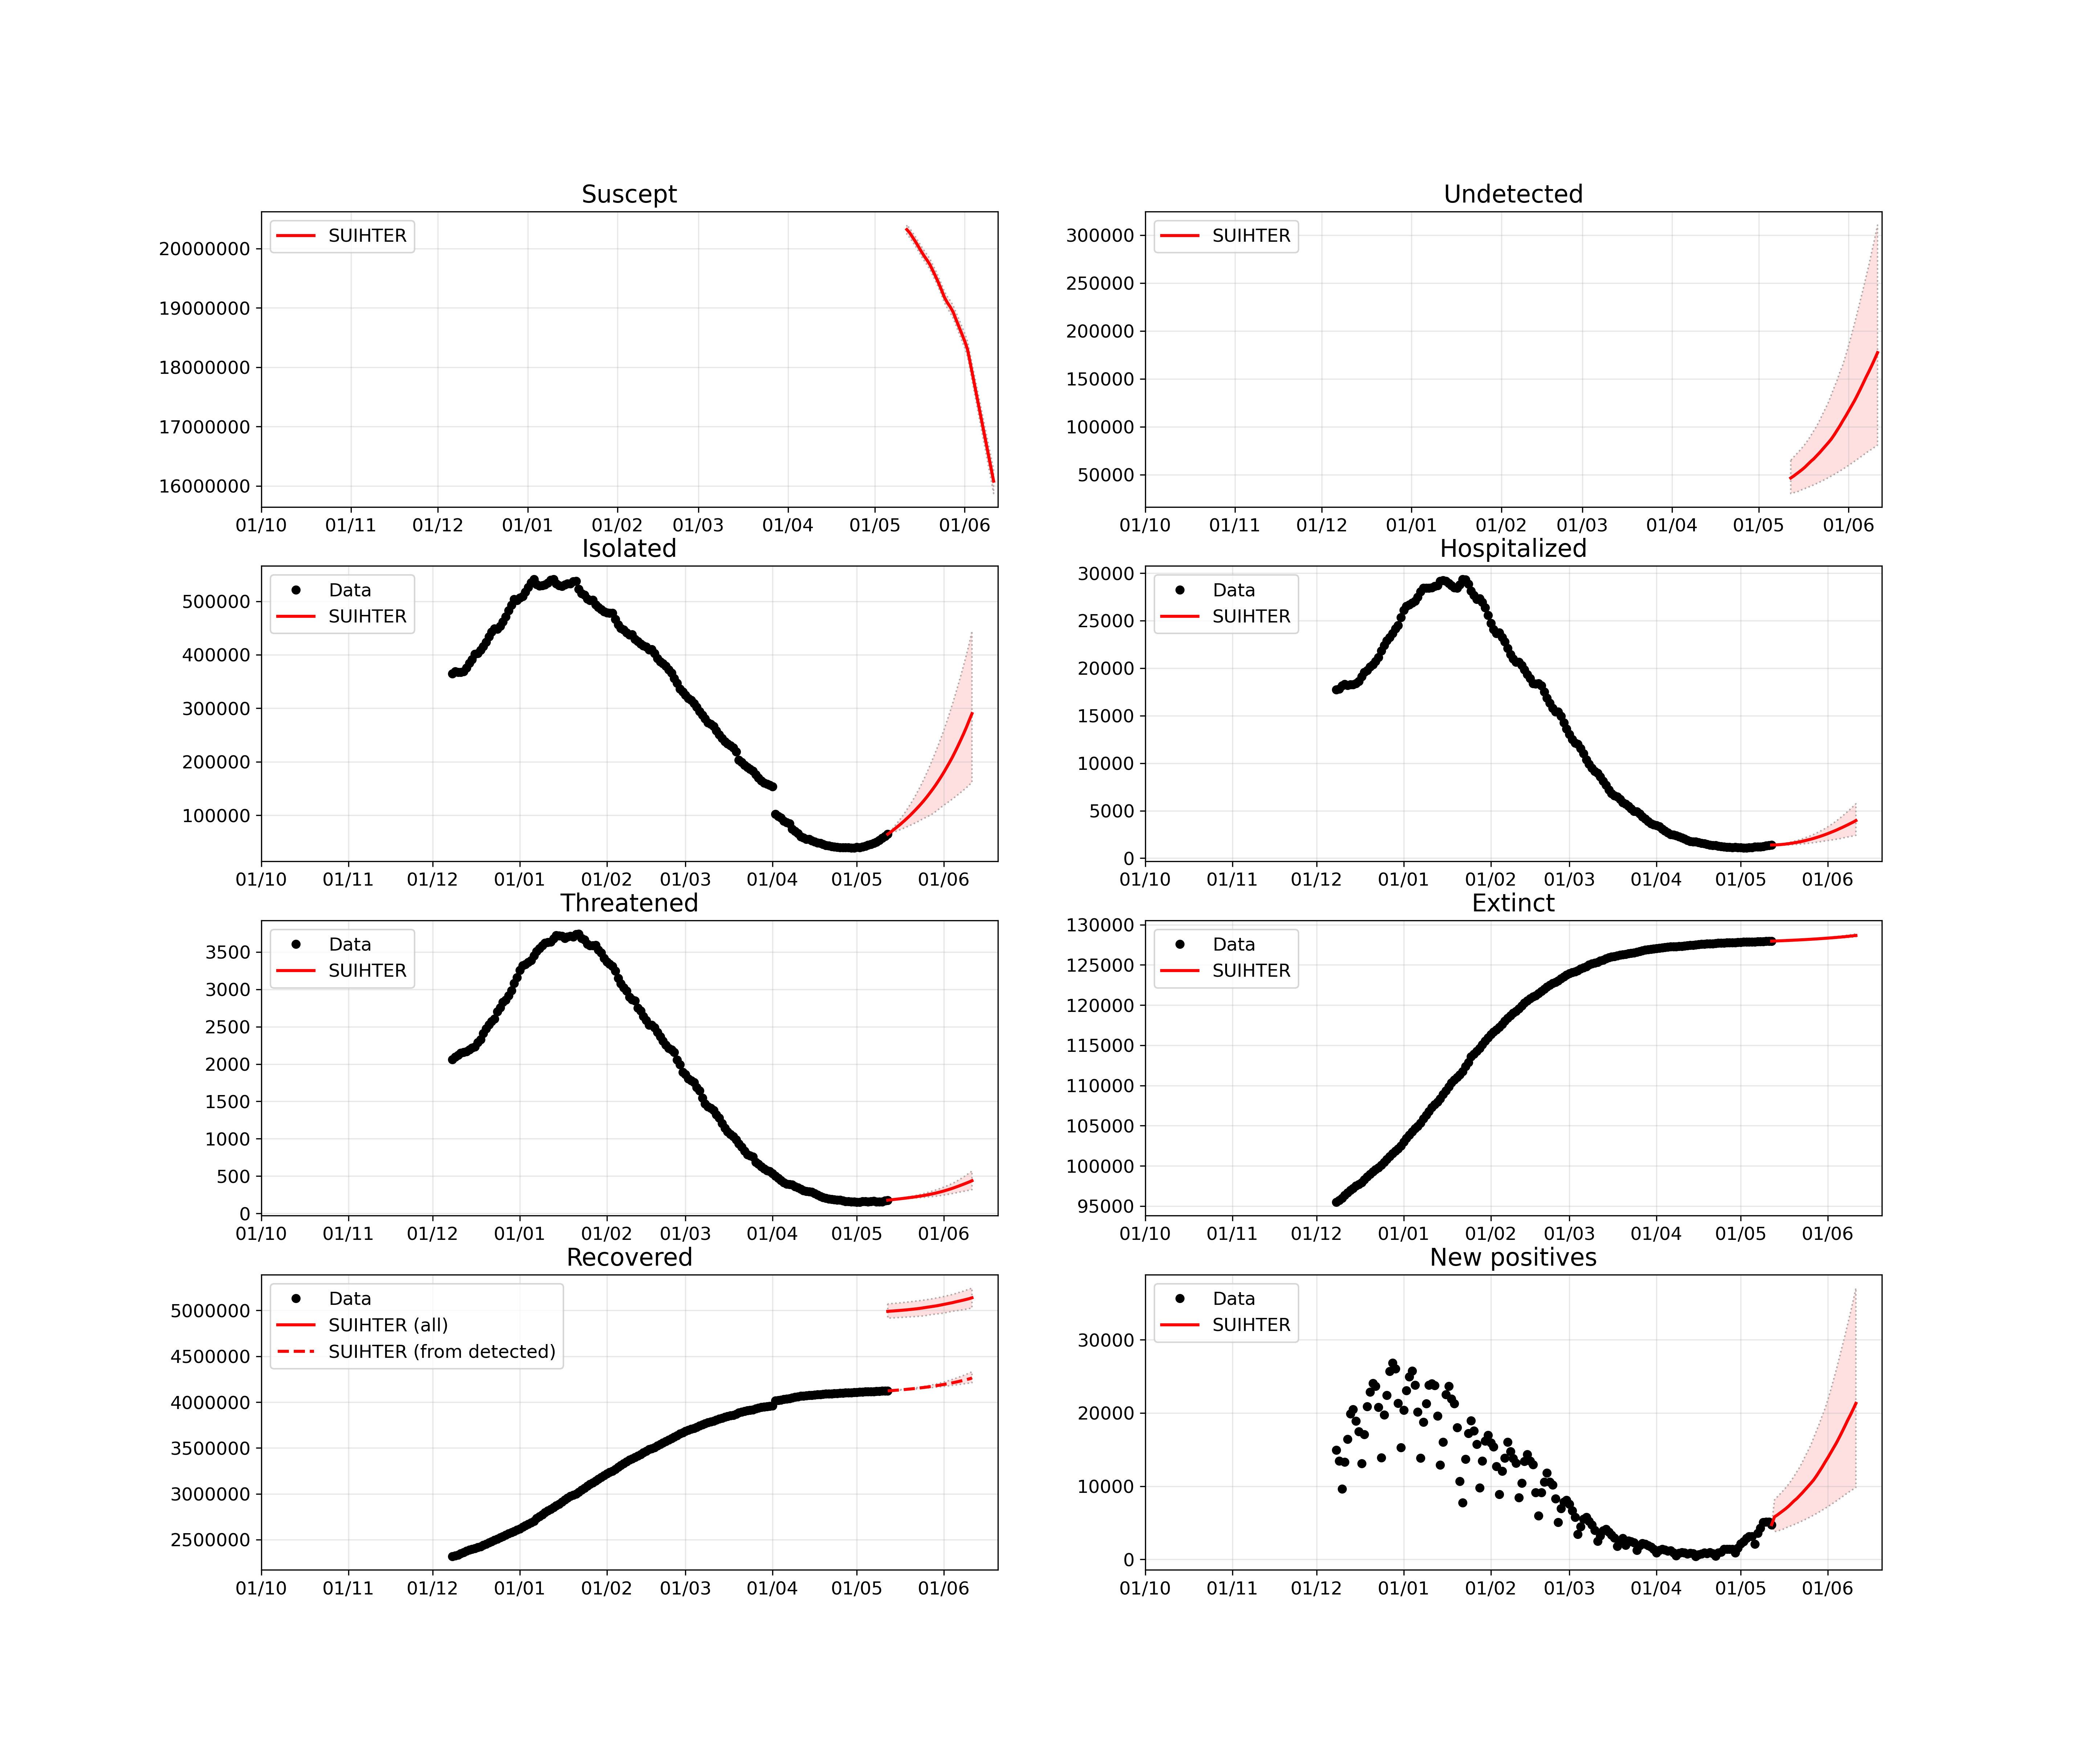 Suscept
SUIHTER
20000000
19000000
18000000
17000000
16000000
01/10 01/11 01/12 01/01 01/02 01/03 01/04 01/05 01/06
Undetected
SUIHTER
300000
250000
200000
150000
100000
50000
01/10 01/11 01/12 01/01 01/02 01/03 01/04 01/05 01/06
Isolated
Data
SUIHTER
500000
400000
300000
200000
100000
01/10 01/11 01/12 01/01 01/02 01/03 01/04 01/05 01/06
Hospitalized
Data
SUIHTER
30000
25000
20000
15000
10000
5000
0
01/10 01/11 01/12 01/01 01/02 01/03 01/04 01/05 01/06
Threatened
Data
SUIHTER
3500
3000
2500
2000
1500
1000
500
0
01/10 01/11 01/12 01/01 01/02 01/03 01/04 01/05 01/06
Extinct
Data
SUIHTER
130000
125000
120000
115000
110000
105000
100000
95000
01/10 01/11 01/12 01/01 01/02 01/03 01/04 01/05 01/06
Recovered
Data
SUIHTER (all)
SUIHTER (from detected)
5000000
4500000
4000000
3500000
3000000
2500000
01/10 01/11 01/12 01/01 01/02 01/03 01/04 01/05 01/06
New positives
Data
SUIHTER
30000
20000
10000
0
01/10 01/11 01/12 01/01 01/02 01/03 01/04 01/05 01/06